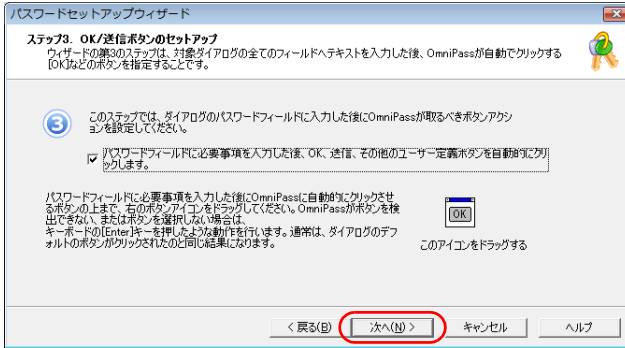 パスワードセットアップウィザード
ステップ3. OK/送信ボタンのセットアップ
ウィザードの第3のステップは、対象ダイアログの全てのフィールドへテキストを入力した後、OmniPassが自動でクリックする
[OK]などのボタンを指定することです。
3
このステップでは、ダイアログのパスワードフィールドに入力した後にOmniPassが取るべきボタンアクシ
ョンを設定してください。
パスワードフィールドに必要事項を入力した後、OK、送信、その他のユーザー定義ボタンを自動的にクリ
ックします。
パスワードフィールドに必要事項を入力した後にOmniPassに自動的にクリックさせ
るボタンの上まで、右のボタンアイコンをドラッグしてください。OmniPassがボタンを検
出できない、またはボタンを選択しない場合は、
キーボードの[Enter]キーを押したような動作を行います。通常は、ダイアログのデフ
ォルトのボタンがクリックされたのと同じ結果になります。
OK
このアイコンをドラッグする
< 戻る(B)
次へ(N) >
キャンセル
ヘルプ